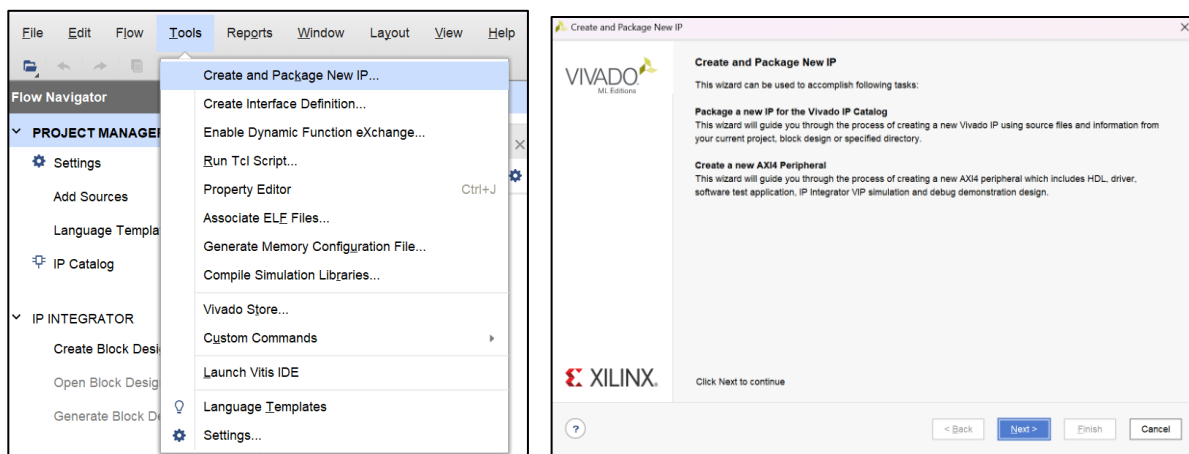 File Edit Flow Tools Reports Window Layout View Help
Flow Navigator
PROJECT MANAGER
Settings
Add Sources
Language Templa
IP Catalog
IP INTEGRATOR
Create Block Desi
Open Block Desig
Generate Block De
Create and Package New IP...
Create Interface Definition...
Enable Dynamic Function eXchange...
Run Tcl Script...
Property Editor Ctrl+J
Associate ELF Files...
Generate Memory Configuration File...
Compile Simulation Libraries...
Vivado Store...
Custom Commands
Launch Vitis IDE
Language Templates
Settings...
Create and Package New IP
VIVADO
ML Editions
Create and Package New IP
This wizard can be used to accomplish following tasks:
Package a new IP for the Vivado IP Catalog
This wizard will guide you through the process of creating a new Vivado IP using source files and information from
your current project, block design or specified directory.
Create a new AXI4 Peripheral
This wizard will guide you through the process of creating a new AXI4 peripheral which includes HDL, driver,
software test application, IP Integrator VIP simulation and debug demonstration design.
XILINX
Click Next to continue
?
< Back Next > Finish Cancel